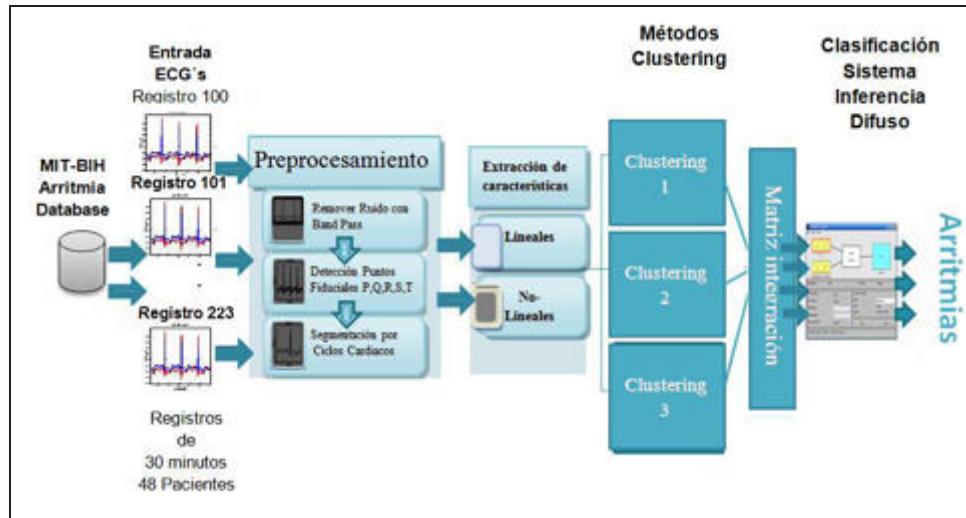 MIT-BIH
Arritmia
Database
Entrada
ECG´s
Registro 100
Registro 101
Registro 223
Registros
de
30 minutos
48 Pacientes
Preprocesamiento
Remover Ruido con
Band Pass
Detección Puntos
Fiduciales P,Q,R,S,T
Segmentación por
Ciclos Cardiacos
Extracción de
características
Lineales
No-
Lineales
Métodos
Clustering
Clustering
1
Clustering
2
Clustering
3
Matriz integración
Clasificación
Sistema
Inferencia
Difuso
Arritmias